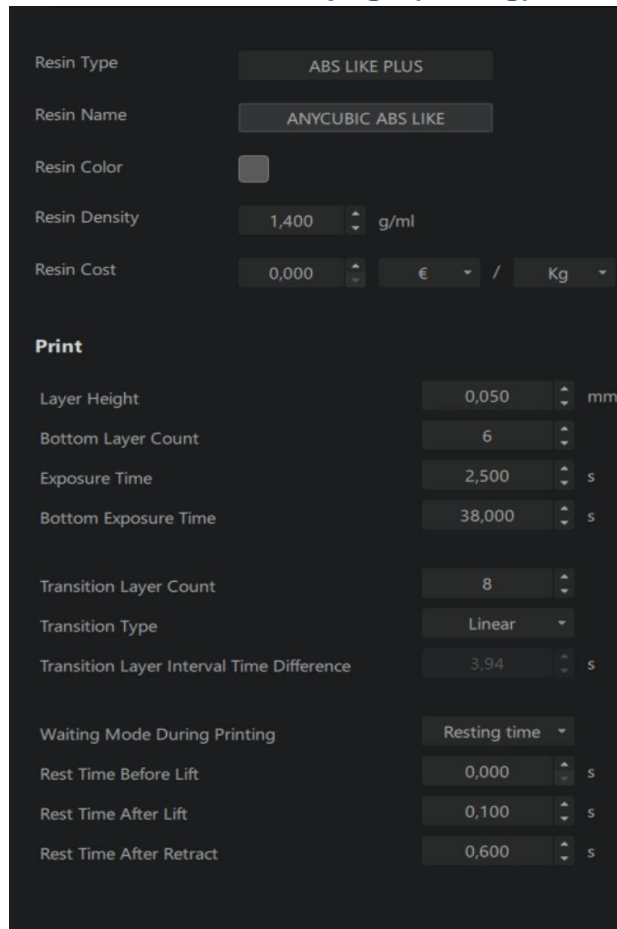 Resin Type ABS LIKE PLUS
Resin Name ANYCUBIC ABS LIKE
Resin Color
Resin Density 1,400 g/ml
Resin Cost 0,000 € / Kg
Print
Layer Height 0,050 mm
Bottom Layer Count 6
Exposure Time 2,500 s
Bottom Exposure Time 38,000 s
Transition Layer Count 8
Transition Type Linear
Transition Layer Interval Time Difference 3,94 s
Waiting Mode During Printing Resting time
Rest Time Before Lift 0,000 s
Rest Time After Lift 0,100 s
Rest Time After Retract 0,600 s